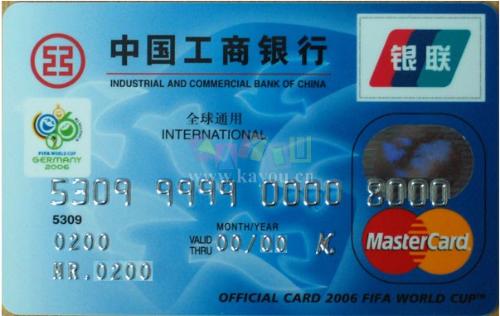 中国工商银行
INDUSTRIAL AND COMMERCIAL BANK OF CHINA
银联
全球通用
INTERNATIONAL
FIFA WORLD CUP
GERMANY
2006
www.kayou.cn
5309 9999 0000 8000
5309
0200
MONTH/YEAR
VALID THRU 00/00
MR.0200
MasterCard
OFFICIAL CARD 2006 FIFA WORLD CUP™